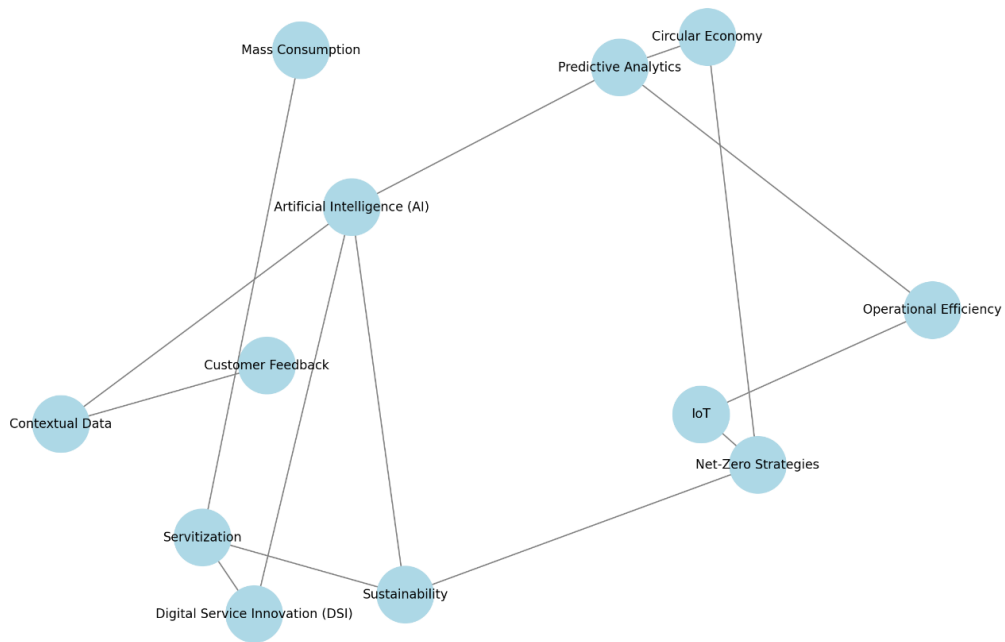 Circular Economy
Mass Consumption
Predictive Analytics
Artificial Intelligence (AI)
Operational Efficiency
Customer Feedback
IoT
Contextual Data
Net-Zero Strategies
Servitization
Sustainability
Digital Service Innovation (DSI)